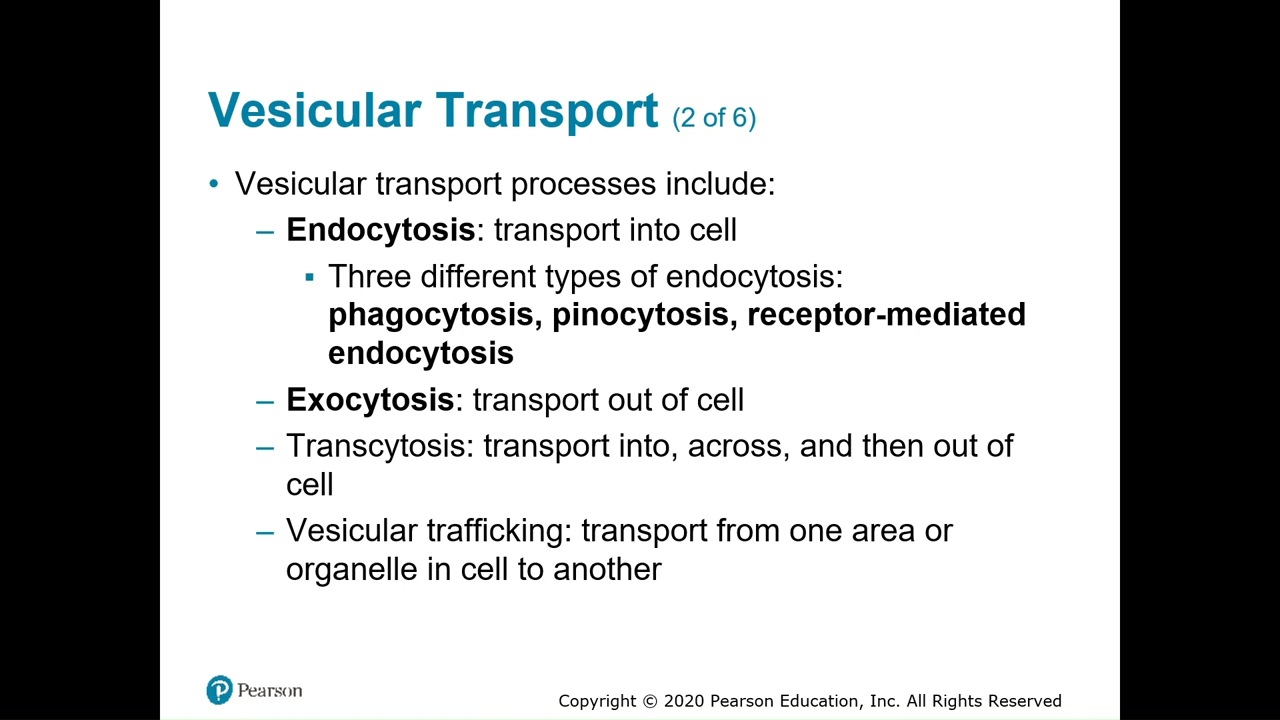 Vesicular Transport (2 of 6)
• Vesicular transport processes include:
– Endocytosis: transport into cell
▪ Three different types of endocytosis:
phagocytosis, pinocytosis, receptor-mediated
endocytosis
– Exocytosis: transport out of cell
– Transcytosis: transport into, across, and then out of
cell
– Vesicular trafficking: transport from one area or
organelle in cell to another
P Pearson
Copyright © 2020 Pearson Education, Inc. All Rights Reserved